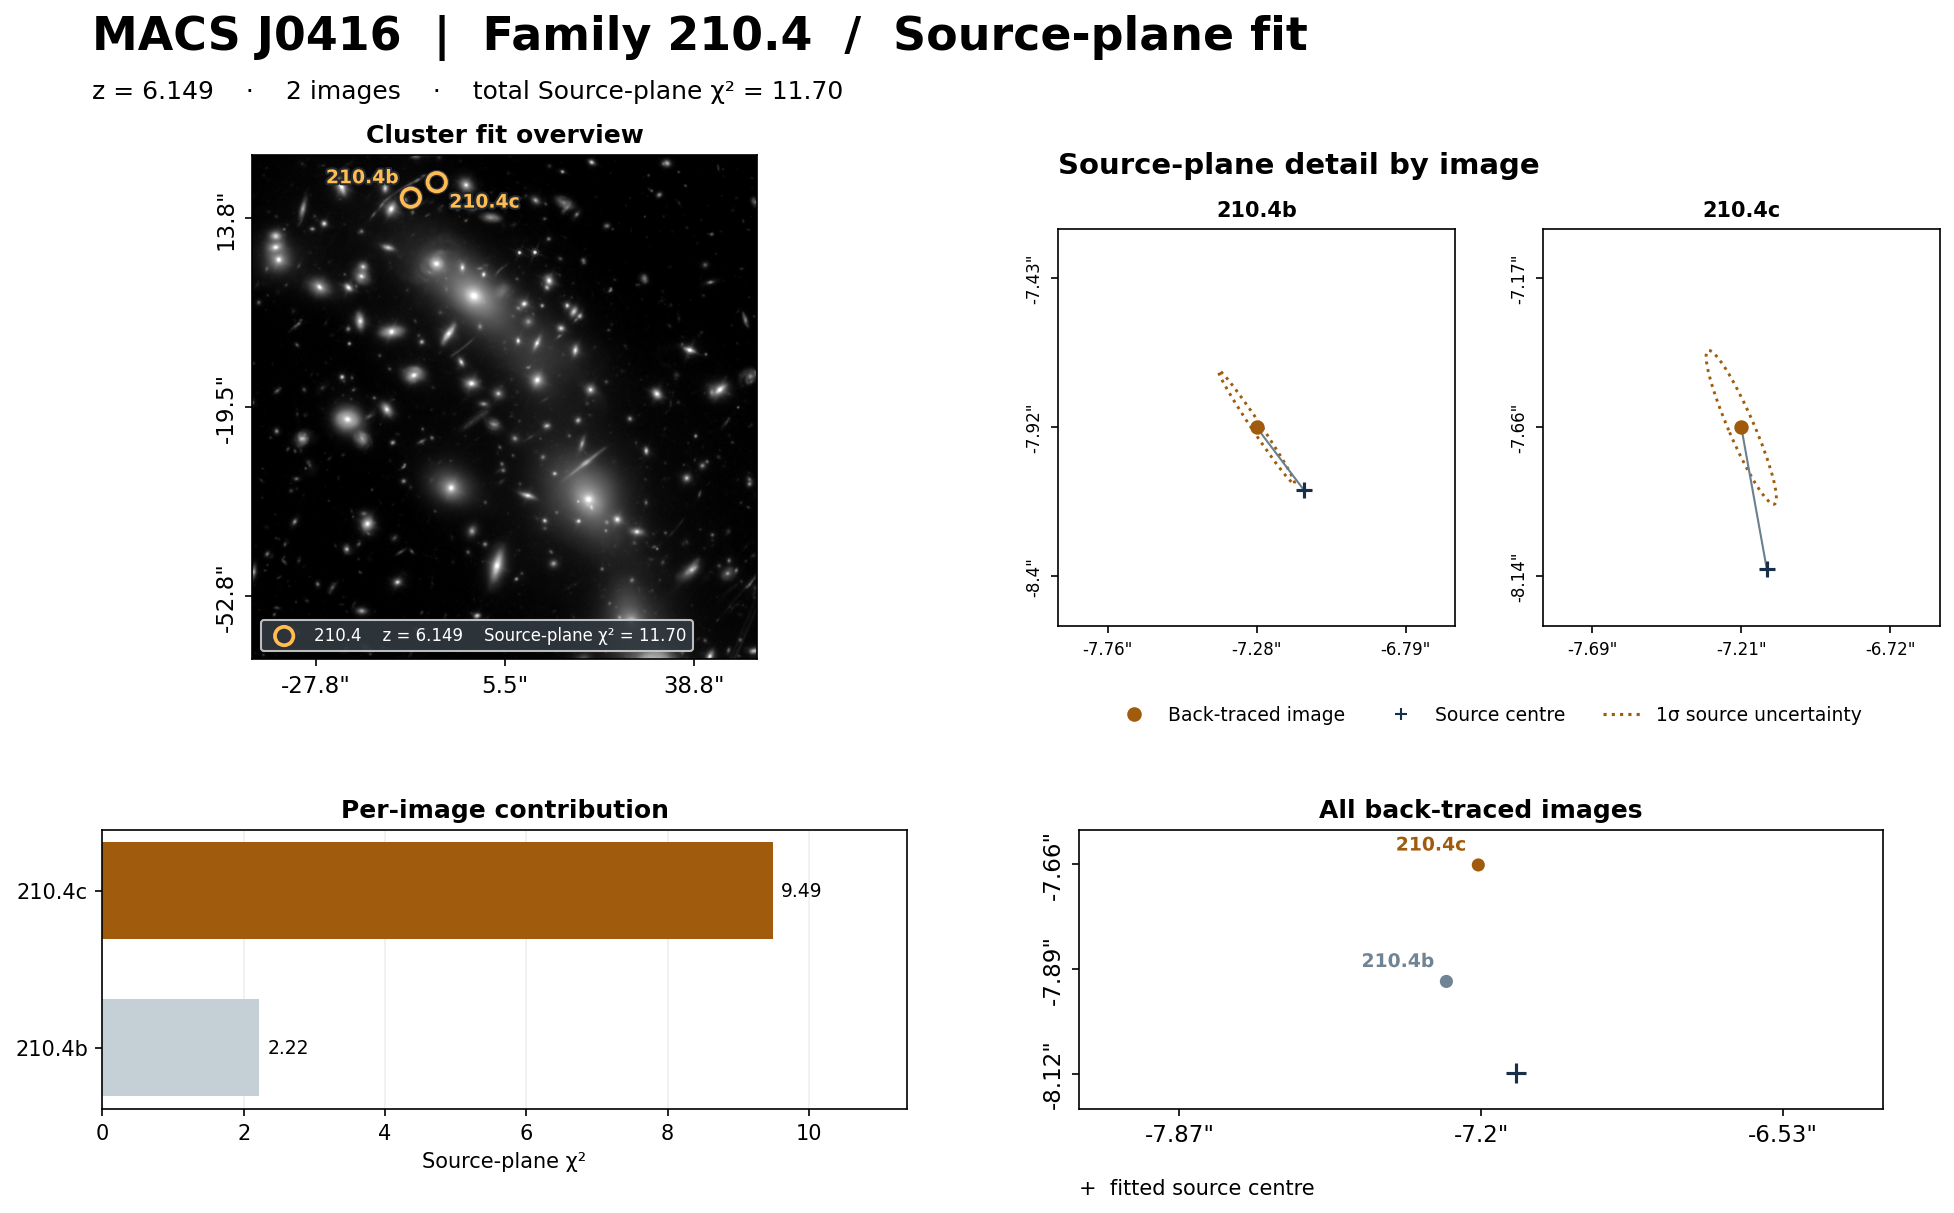 MACS J0416 | Family 210.4 / Source-plane fit
z = 6.149 · 2 images · total Source-plane χ² = 11.70
Cluster fit overview
210.4b
210.4c
13.8"
-19.5"
-52.8"
210.4 z = 6.149 Source-plane χ² = 11.70
-27.8" 5.5" 38.8"
Source-plane detail by image
210.4b
-7.43"
-7.92"
-8.4"
-7.76" -7.28" -6.79"
210.4c
-7.17"
-7.66"
-8.14"
-7.69" -7.21" -6.72"
Back-traced image + Source centre 1σ source uncertainty
Per-image contribution
210.4c
9.49
210.4b
2.22
0 2 4 6 8 10
Source-plane χ²
All back-traced images
210.4c
210.4b
-7.66"
-7.89"
-8.12"
-7.87" -7.2" -6.53"
+ fitted source centre